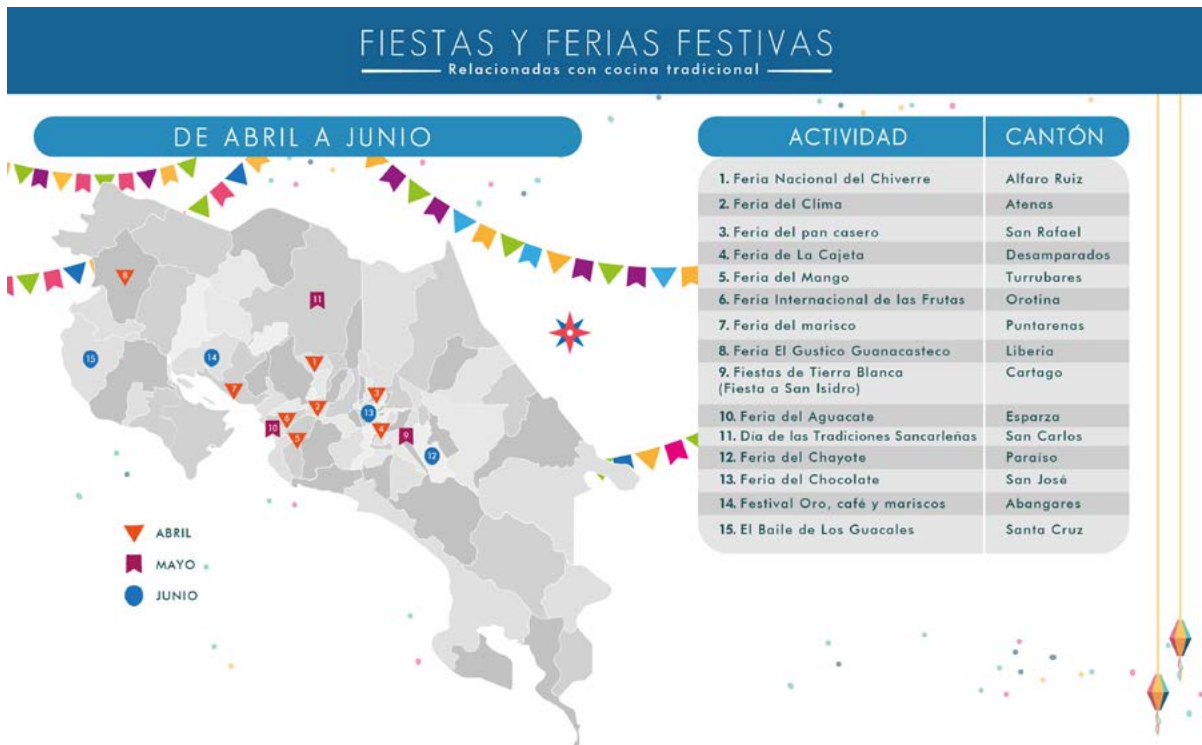 FIESTAS Y FERIAS FESTIVAS
Relacionadas con cocina tradicional
DE ABRIL A JUNIO
8
11
15
14
1
7
3
2
13
6
10
5
4
9
12
ABRIL
MAYO
JUNIO
ACTIVIDAD CANTÓN
1. Feria Nacional del Chiverre Alfaro Ruiz
2. Feria del Clima Atenas
3. Feria del pan casero San Rafael
4. Feria de La Cajeta Desamparados
5. Feria del Mango Turrubares
6. Feria Internacional de las Frutas Orotina
7. Feria del marisco Puntarenas
8. Feria El Gustico Guanacasteco Liberia
9. Fiestas de Tierra Blanca Cartago
(Fiesta a San Isidro)
10. Feria del Aguacate Esparza
11. Día de las Tradiciones Sancarleñas San Carlos
12. Feria del Chayote Paraíso
13. Feria del Chocolate San José
14. Festival Oro, café y mariscos Abangares
15. El Baile de Los Guacales Santa Cruz